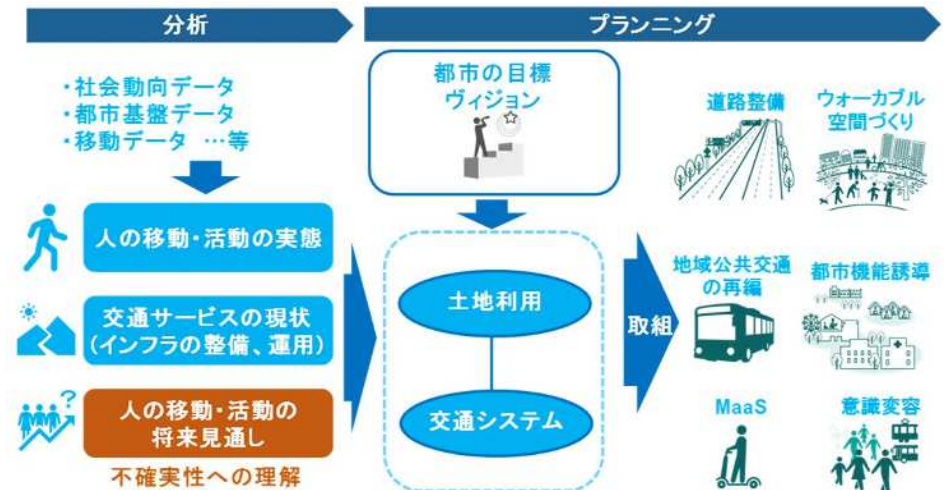 分析
プランニング
・社会動向データ
・都市基盤データ
・移動データ …等
人の移動・活動の実態
交通サービスの現状
(インフラの整備、運用)
?
人の移動・活動の
将来見通し
不確実性への理解
都市の目標
ヴィジョン
土地利用
交通システム
取組
道路整備
ウォーカブル
空間づくり
地域公共交通
の再編
都市機能誘導
MaaS
意識変容